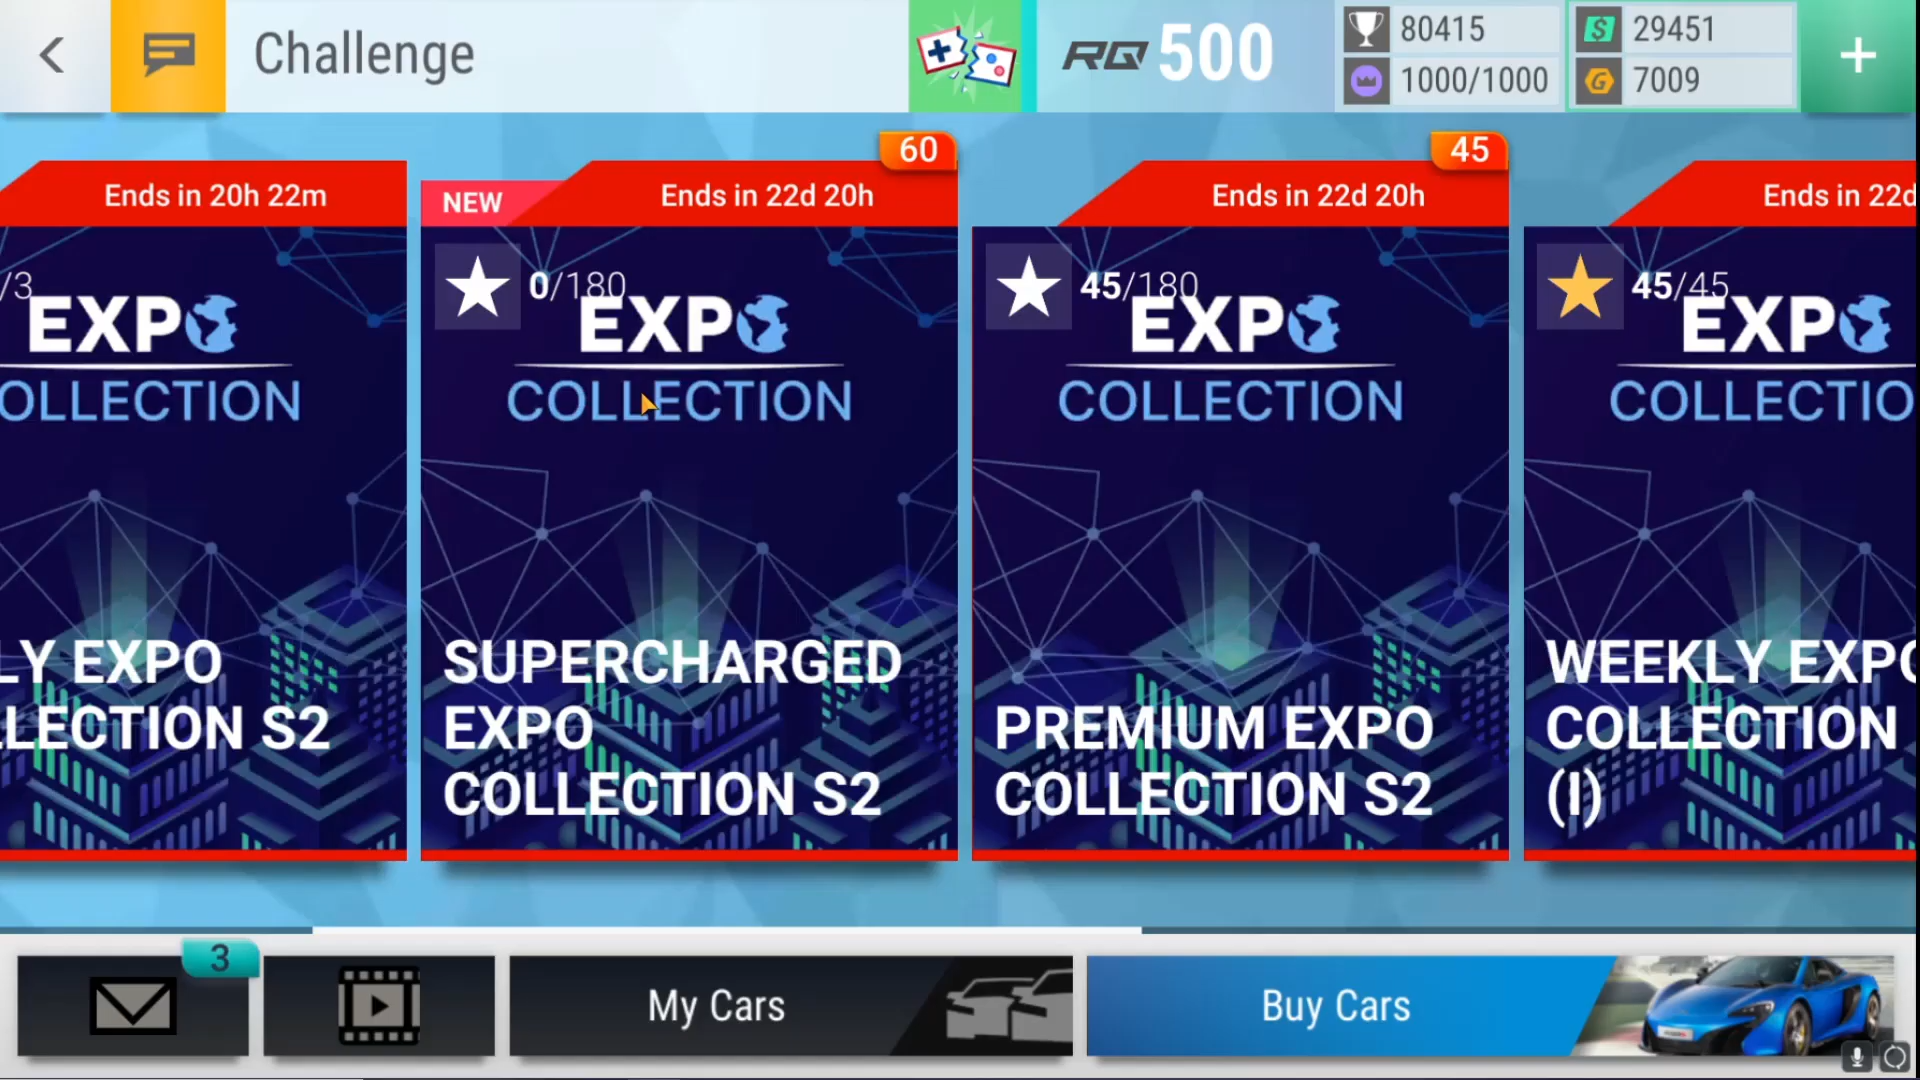 Challenge
RQ 500
80415
1000/1000
29451
7009
Ends in 20h 22m
/3
EXPO
OLLECTION
LY EXPO
LLECTION S2
60
NEW
Ends in 22d 20h
0/180
EXPO
COLLECTION
SUPERCHARGED
EXPO
COLLECTION S2
45
Ends in 22d 20h
45/180
EXPO
COLLECTION
PREMIUM EXPO
COLLECTION S2
Ends in 22d
45/45
EXPO
COLLECTIO
WEEKLY EXPO
COLLECTION
(I)
3
My Cars
Buy Cars